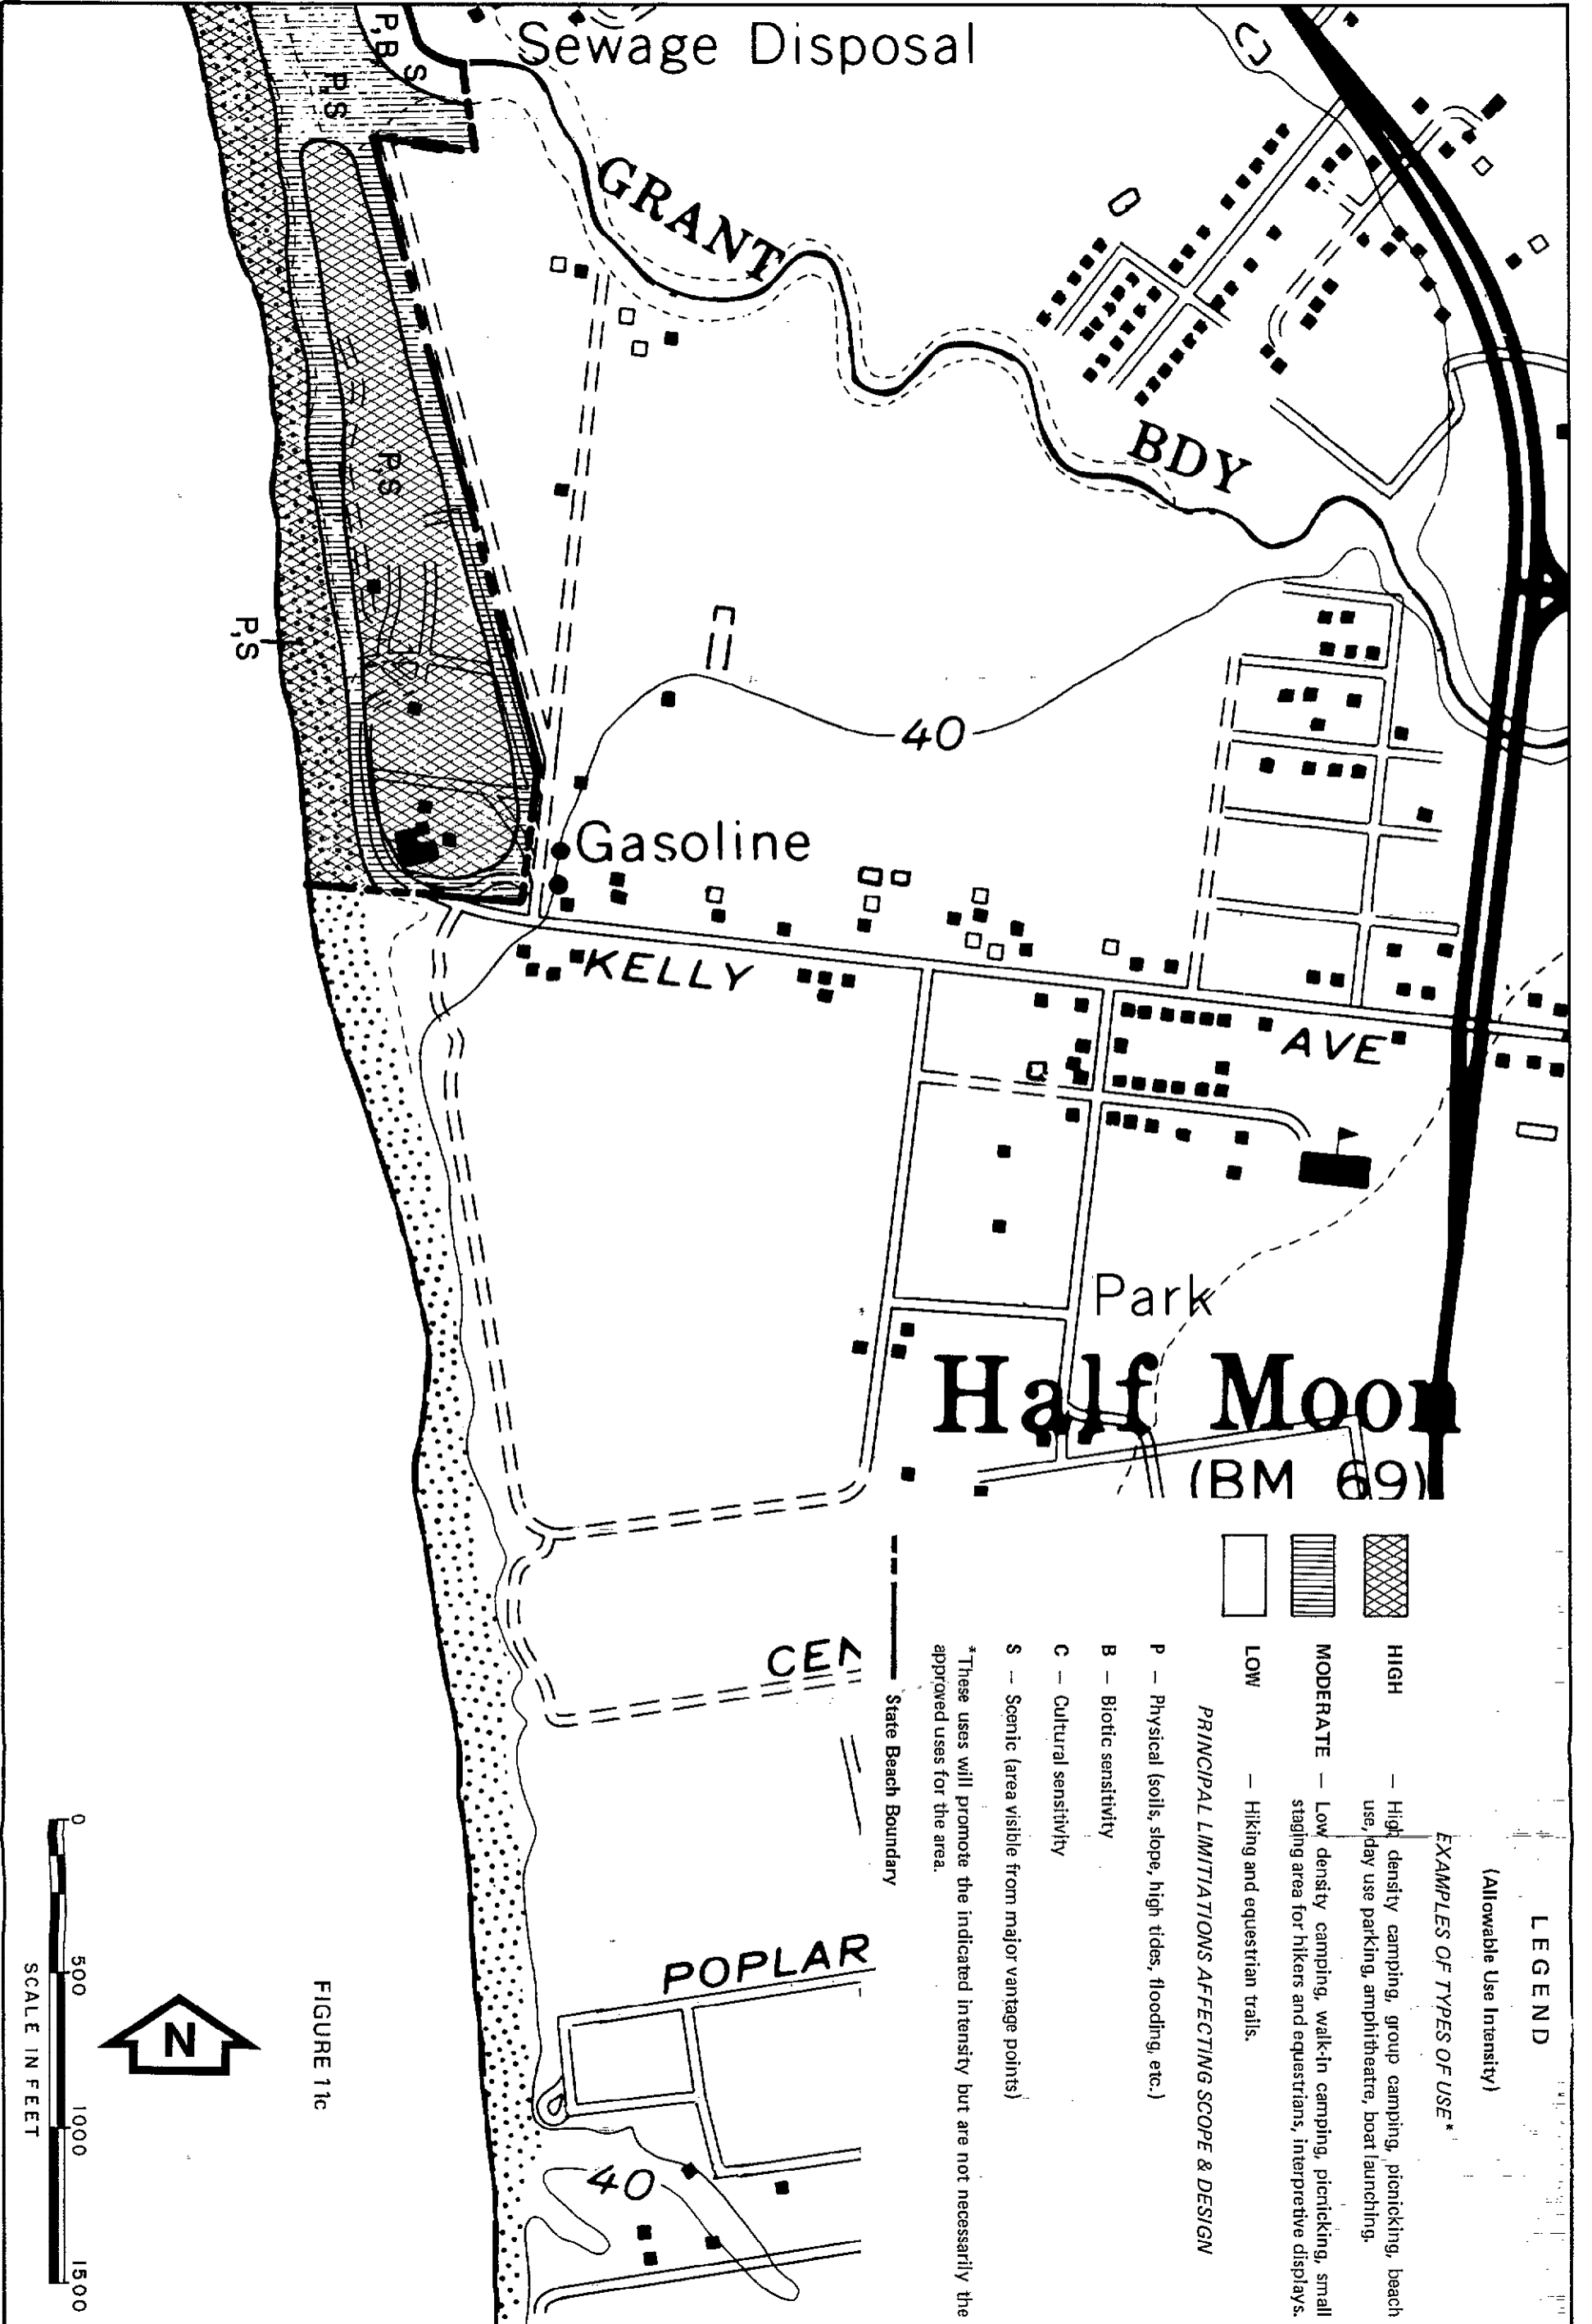 Sewage Disposal
P,B
S
P,S
GRANT
BDY
P,S
P,S
40
Gasoline
KELLY
AVE
Park
Half Moon
(BM 69)
CEN
POPLAR
40
LEGEND
(Allowable Use Intensity)
EXAMPLES OF TYPES OF USE*
HIGH — High density camping, group camping, picnicking, beach
use, day use parking, amphitheatre, boat launching.
MODERATE — Low density camping, walk-in camping, picnicking, small
staging area for hikers and equestrians, interpretive displays.
LOW — Hiking and equestrian trails.
PRINCIPAL LIMITIATIONS AFFECTING SCOPE & DESIGN
P — Physical (soils, slope, high tides, flooding, etc.)
B — Biotic sensitivity
C — Cultural sensitivity
S — Scenic (area visible from major vantage points)
*These uses will promote the indicated intensity but are not necessarily the
approved uses for the area.
State Beach Boundary
FIGURE 11c
N
0 500 1000 1500
SCALE IN FEET